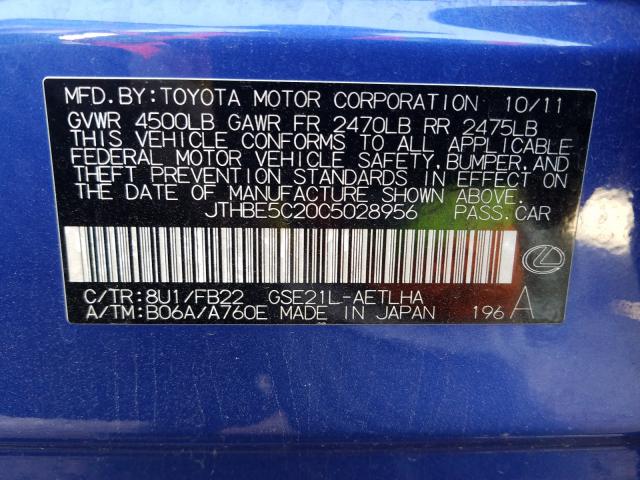 MFD.BY:TOYOTA MOTOR CORPORATION 10/11
GVWR 4500LB GAWR FR 2470LB RR 2475LB
THIS VEHICLE CONFORMS TO ALL APPLICABLE
FEDERAL MOTOR VEHICLE SAFETY,BUMPER,AND
THEFT PREVENTION STANDARDS IN EFFECT ON
THE DATE OF MANUFACTURE SHOWN ABOVE.
JTHBE5C20C5028956 PASS.CAR
C/TR:8U1/FB22 GSE21L-AETLHA
A/TM:B06A/A760E MADE IN JAPAN 196 A